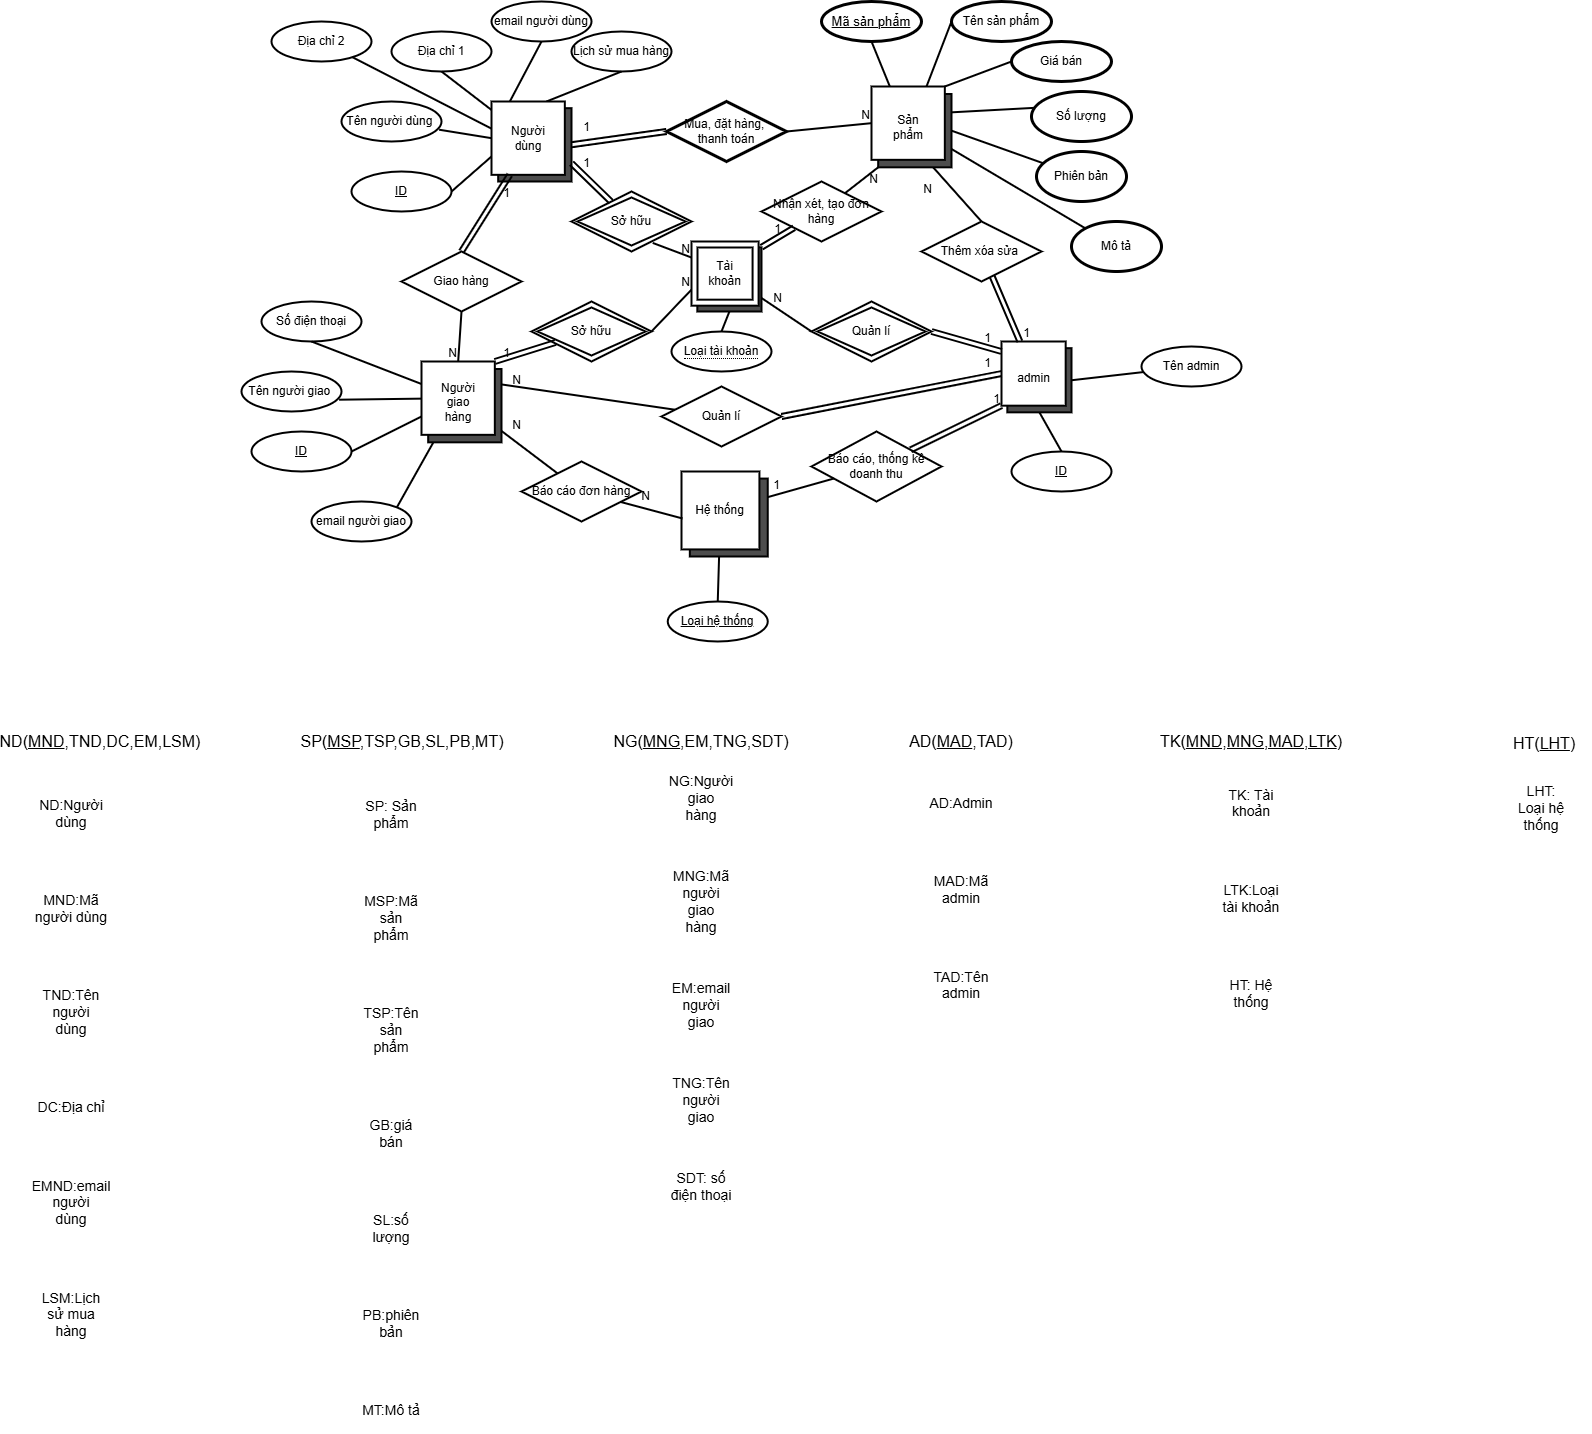 email người dùng
Địa chỉ 2
Địa chỉ 1
Lịch sử mua hàng
Tên người dùng
ID
Người
dùng
1
Mua, đặt hàng,
thanh toán
N
Mã sản phẩm
Tên sản phẩm
Giá bán
Số lượng
Phiên bản
Mô tả
Sản
phẩm
1
1
Sở hữu
N
Nhận xét, tạo đơn
hàng
N
1
N
Thêm xóa sửa
1
Giao hàng
N
Tài
khoản
N
N
Loại tài khoản
Sở hữu
1
Quản lí
1
1
1
admin
Tên admin
ID
Số điện thoại
Tên người giao
ID
email người giao
Người
giao
hàng
N
Quản lí
N
Báo cáo đơn hàng
N
Báo cáo, thống kê
doanh thu
1
Hệ thống
Loại hệ thống
ND(MND,TND,DC,EM,LSM)
SP(MSP,TSP,GB,SL,PB,MT)
NG(MNG,EM,TNG,SDT)
AD(MAD,TAD)
TK(MND,MNG,MAD,LTK)
HT(LHT)
ND:Người
dùng
MND:Mã
người dùng
TND:Tên
người
dùng
DC:Địa chỉ
EMND:email
người
dùng
LSM:Lịch
sử mua
hàng
SP: Sản
phẩm
MSP:Mã
sản
phẩm
TSP:Tên
sản
phẩm
GB:giá
bán
SL:số
lượng
PB:phiên
bản
MT:Mô tả
NG:Người
giao
hàng
MNG:Mã
người
giao
hàng
EM:email
người
giao
TNG:Tên
người
giao
SDT: số
điện thoại
AD:Admin
MAD:Mã
admin
TAD:Tên
admin
TK: Tài
khoản
LTK:Loại
tài khoản
HT: Hệ
thống
LHT:
Loại hệ
thống